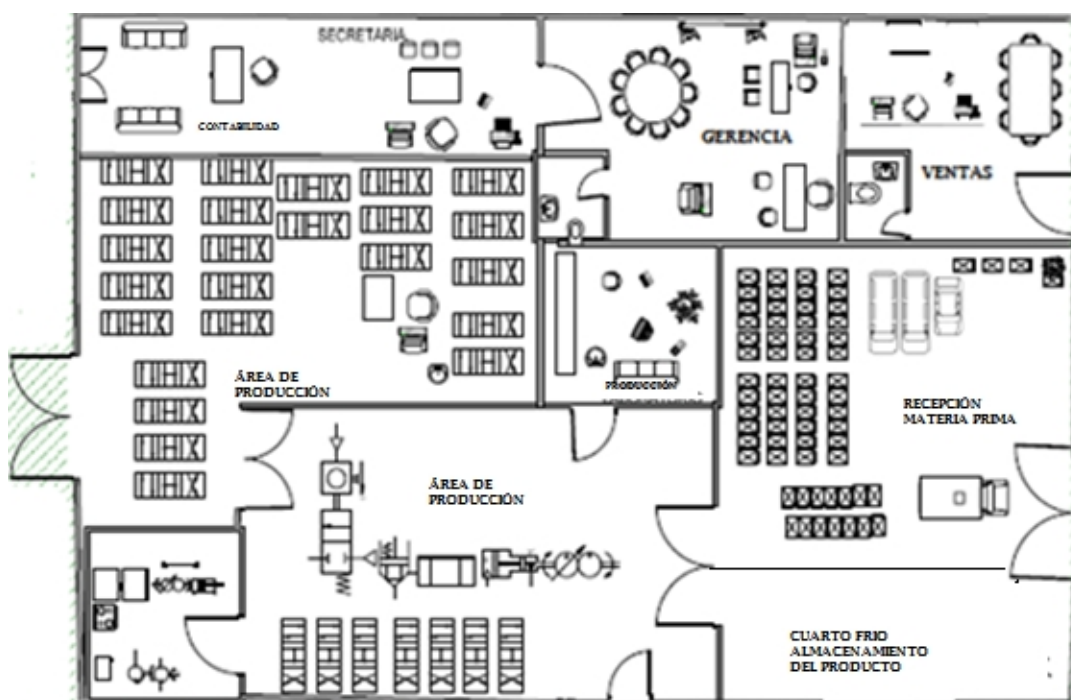 SECRETARIA
CONTABILIDAD
GERENCIA
VENTAS
ÁREA DE
PRODUCCIÓN
PRODUCCIÓN
RECEPCIÓN
MATERIA PRIMA
ÁREA DE
PRODUCCIÓN
CUARTO FRIO
ALMACENAMIENTO
DEL PRODUCTO